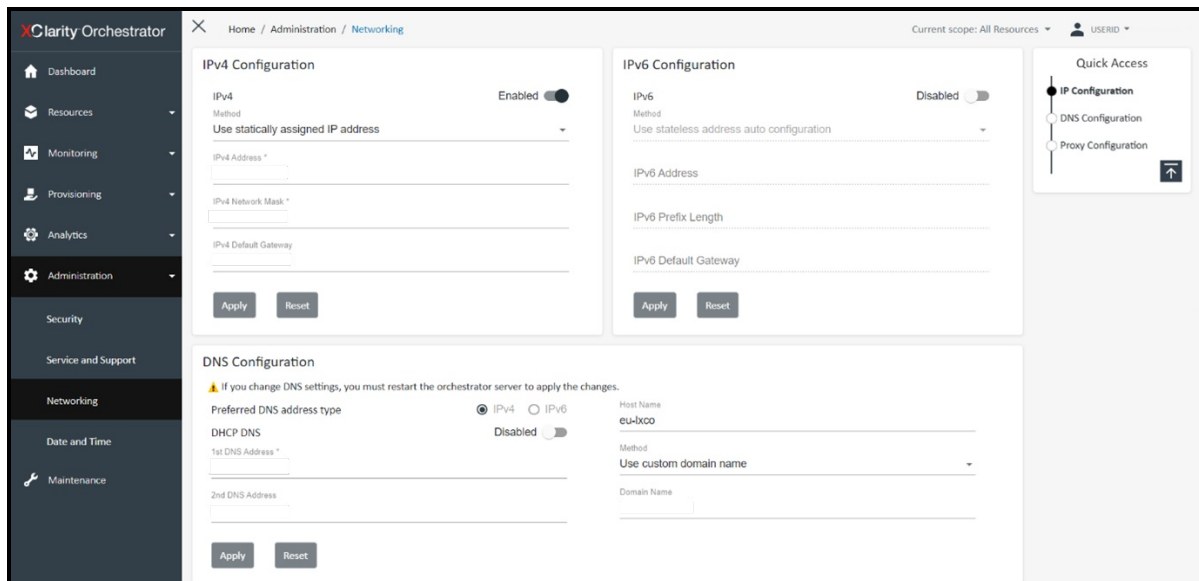 XClarity Orchestrator
Home / Administration / Networking
Current scope: All Resources
USERID
Dashboard
Resources
Monitoring
Provisioning
Analytics
Administration
Security
Service and Support
Networking
Date and Time
Maintenance
IPv4 Configuration
IPv4
Enabled
Method
Use statically assigned IP address
IPv4 Address *
IPv4 Network Mask *
IPv4 Default Gateway
Apply Reset
IPv6 Configuration
IPv6
Disabled
Method
Use stateless address auto configuration
IPv6 Address
IPv6 Prefix Length
IPv6 Default Gateway
Apply Reset
Quick Access
IP Configuration
DNS Configuration
Proxy Configuration
DNS Configuration
If you change DNS settings, you must restart the orchestrator server to apply the changes.
Preferred DNS address type IPv4 IPv6
DHCP DNS Disabled
1st DNS Address *
2nd DNS Address
Host Name
eu-lxco
Method
Use custom domain name
Domain Name
Apply Reset